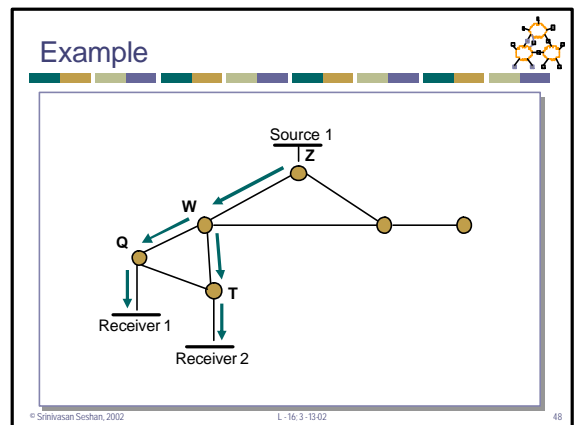 Example
Source 1
Z
W
Q
T
Receiver 1
Receiver 2
© Srinivasan Seshan, 2002 L -16; 3 -13-02 48